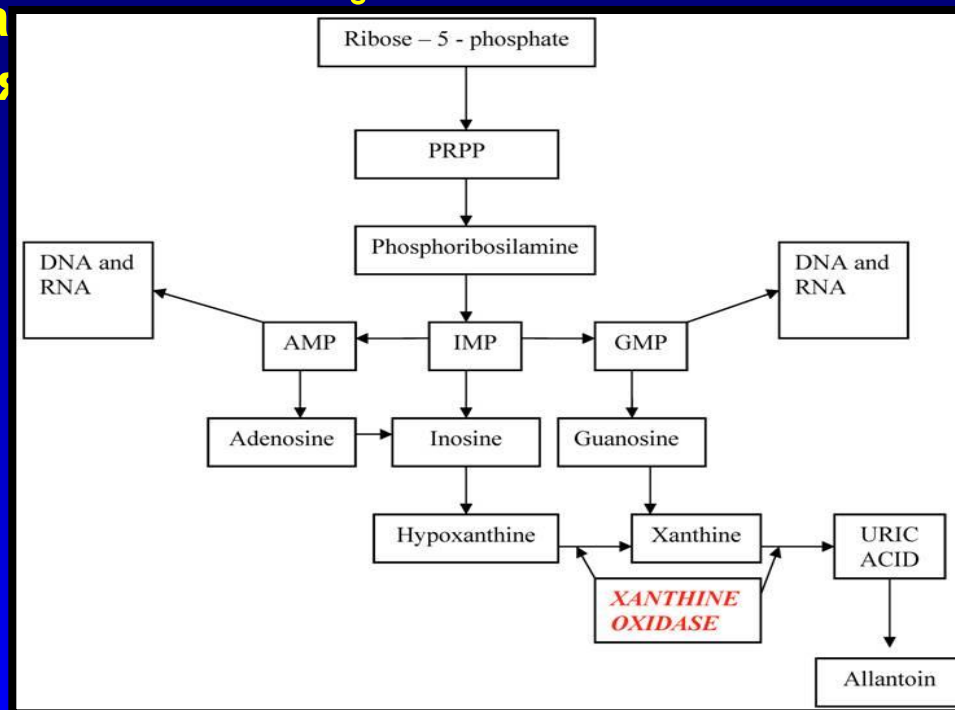 Ribose – 5 - phosphate
PRPP
Phosphoribosilamine
DNA and
RNA
DNA and
RNA
AMP
IMP
GMP
Adenosine
Inosine
Guanosine
Hypoxanthine
Xanthine
URIC
ACID
XANTHINE
OXIDASE
Allantoin